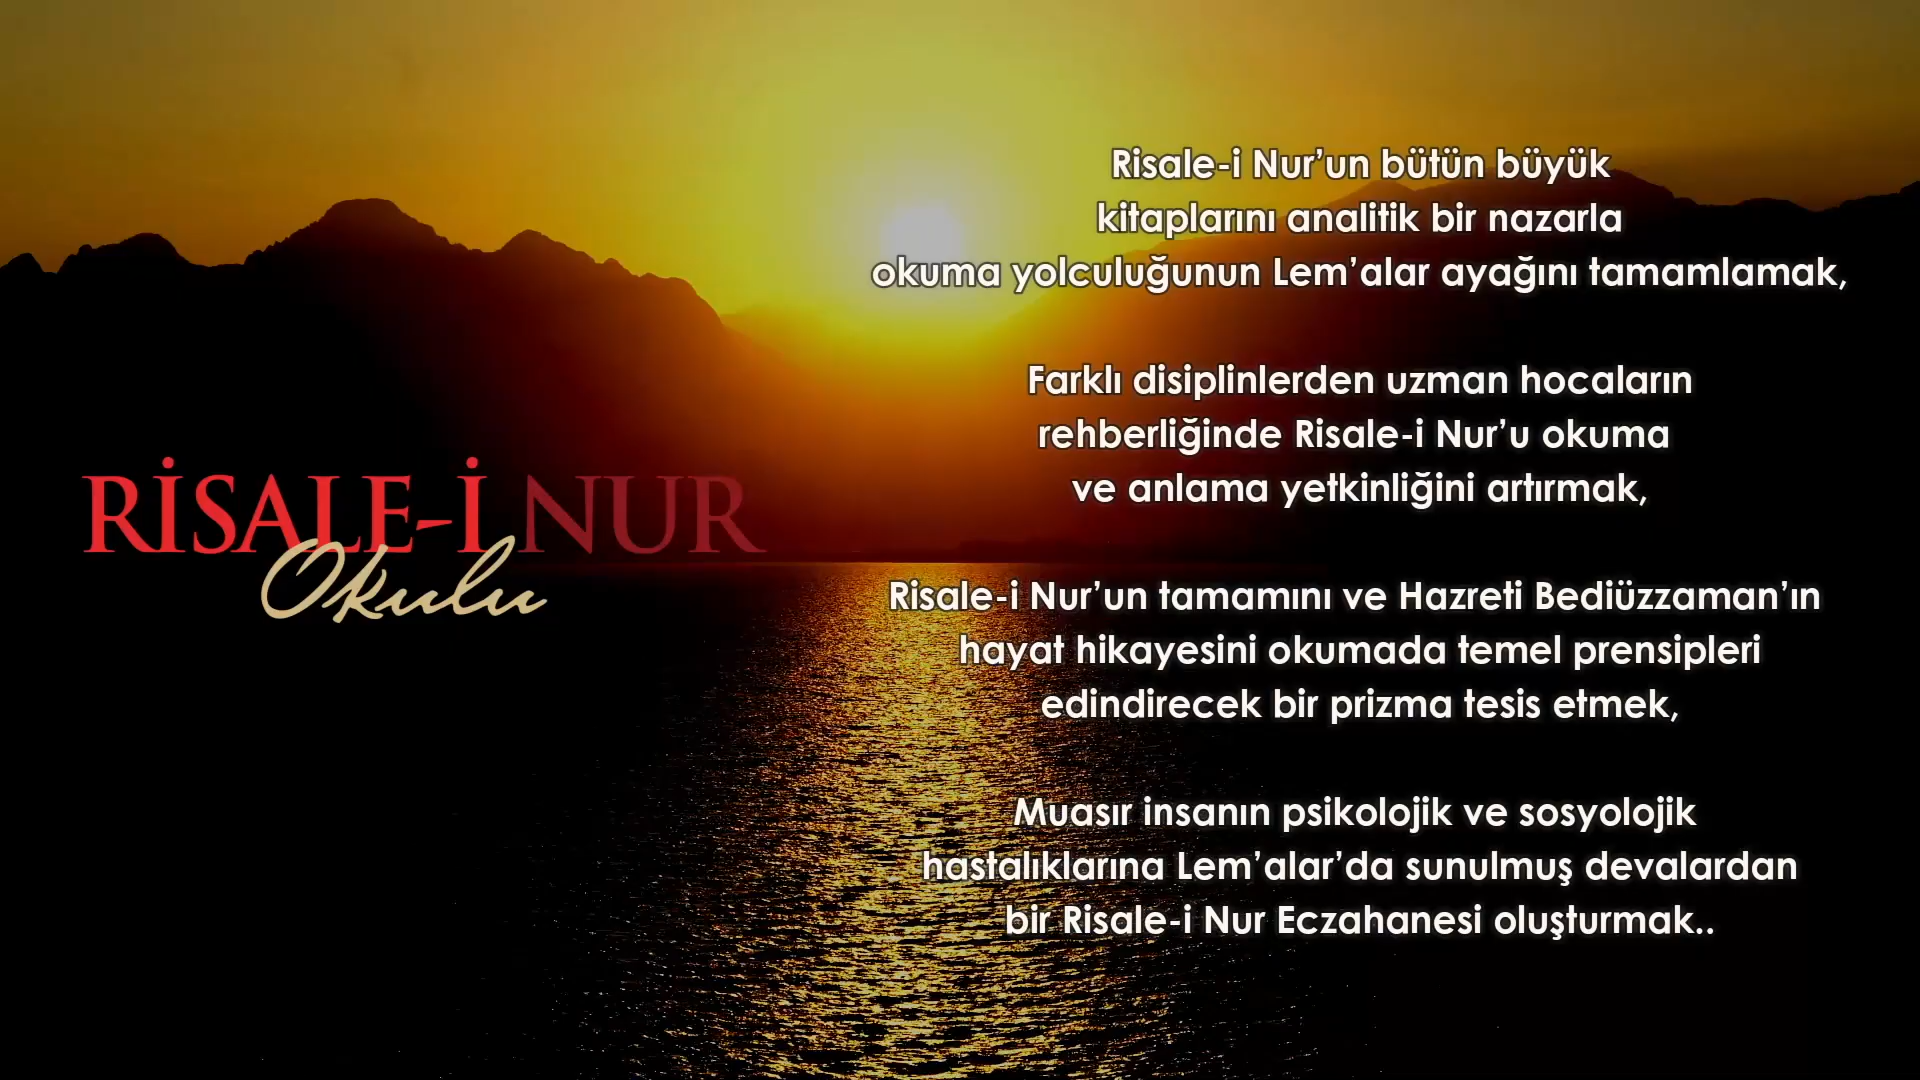 RİSALE-İ NUR
Okulu
Risale-i Nur’un bütün büyük
kitaplarını analitik bir nazarla
okuma yolculuğunun Lem’alar ayağını tamamlamak,
Farklı disiplinlerden uzman hocaların
rehberliğinde Risale-i Nur’u okuma
ve anlama yetkinliğini artırmak,
Risale-i Nur’un tamamını ve Hazreti Bediüzzaman’ın
hayat hikayesini okumada temel prensipleri
edindirecek bir prizma tesis etmek,
Muasır insanın psikolojik ve sosyolojik
hastalıklarına Lem’alar’da sunulmuş devalardan
bir Risale-i Nur Eczahanesi oluşturmak..